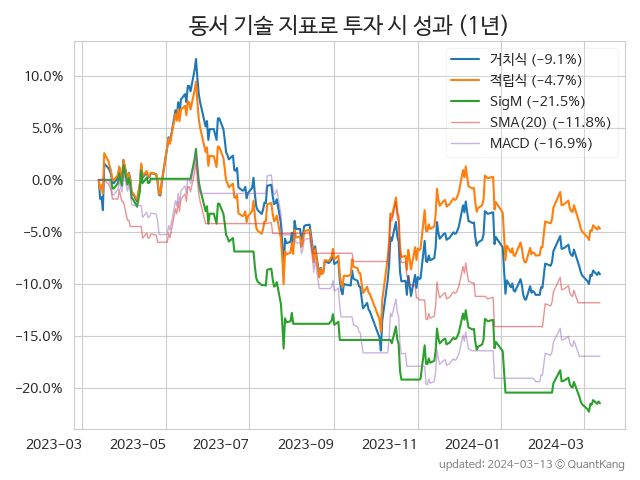 동서 기술 지표로 투자 시 성과 (1년)
거치식 (−9.1%)
적립식 (−4.7%)
SigM (−21.5%)
SMA(20) (−11.8%)
MACD (−16.9%)
10.0%
5.0%
0.0%
−5.0%
−10.0%
−15.0%
−20.0%
2023-03 2023-05 2023-07 2023-09 2023-11 2024-01 2024-03
updated: 2024-03-13 ⓒ QuantKang